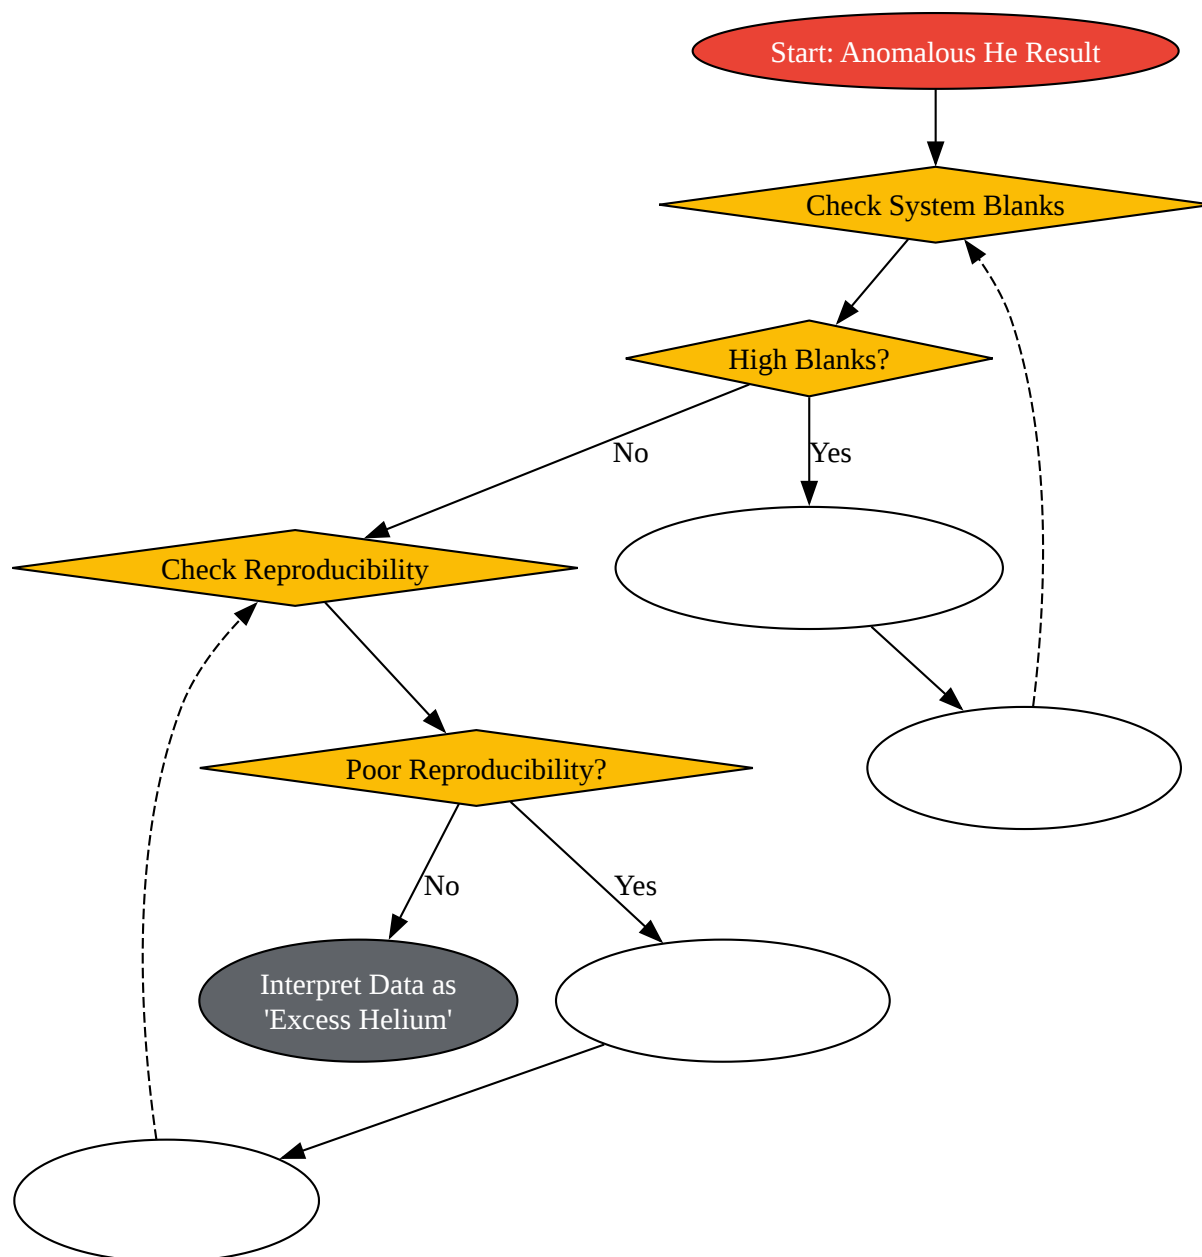 Start: Anomalous He Result
Check System Blanks
High Blanks?
No
Yes
Check Reproducibility
Poor Reproducibility?
No
Yes
Interpret Data as
'Excess Helium'